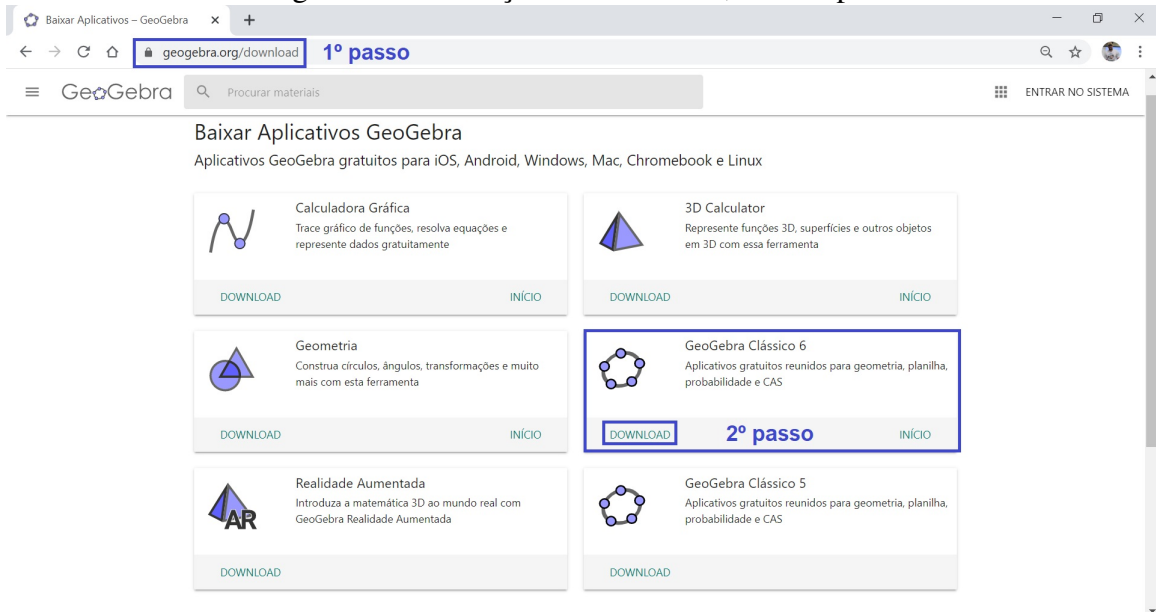 Baixar Aplicativos – GeoGebra
geogebra.org/download 1º passo
GeoGebra Procurar materiais ENTRAR NO SISTEMA
Baixar Aplicativos GeoGebra
Aplicativos GeoGebra gratuitos para iOS, Android, Windows, Mac, Chromebook e Linux
Calculadora Gráfica
Trace gráfico de funções, resolva equações e
represente dados gratuitamente
DOWNLOAD INÍCIO
3D Calculator
Represente funções 3D, superfícies e outros objetos
em 3D com essa ferramenta
DOWNLOAD INÍCIO
Geometria
Construa círculos, ângulos, transformações e muito
mais com esta ferramenta
DOWNLOAD INÍCIO
GeoGebra Clássico 6
Aplicativos gratuitos reunidos para geometria, planilha,
probabilidade e CAS
DOWNLOAD 2º passo INÍCIO
Realidade Aumentada
Introduza a matemática 3D ao mundo real com
GeoGebra Realidade Aumentada
AR
DOWNLOAD
GeoGebra Clássico 5
Aplicativos gratuitos reunidos para geometria, planilha,
probabilidade e CAS
DOWNLOAD